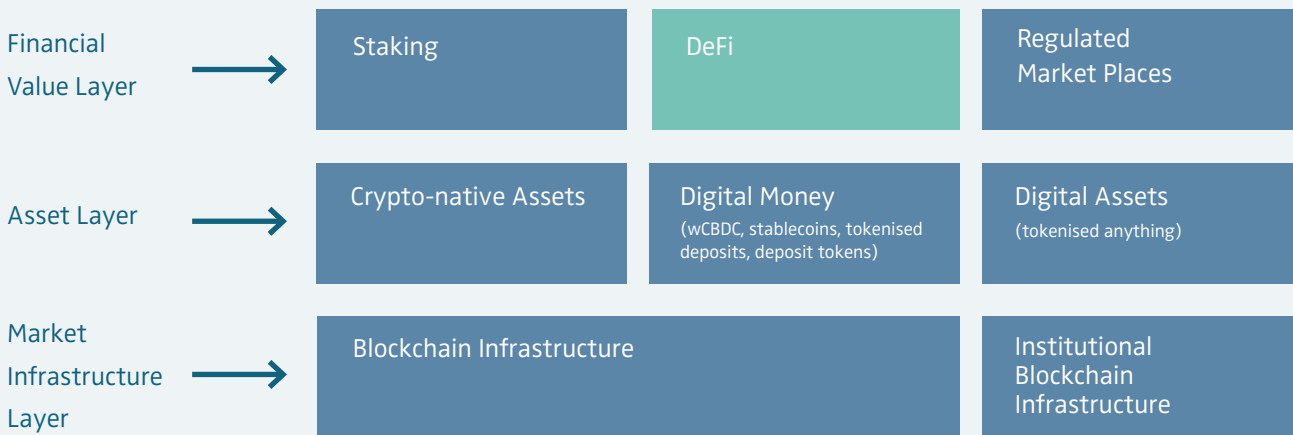 Financial
Value Layer
Staking
DeFi
Regulated
Market Places
Asset Layer
Crypto-native Assets
Digital Money
(wCBDC, stablecoins, tokenised
deposits, deposit tokens)
Digital Assets
(tokenised anything)
Market
Infrastructure
Layer
Blockchain Infrastructure
Institutional
Blockchain
Infrastructure